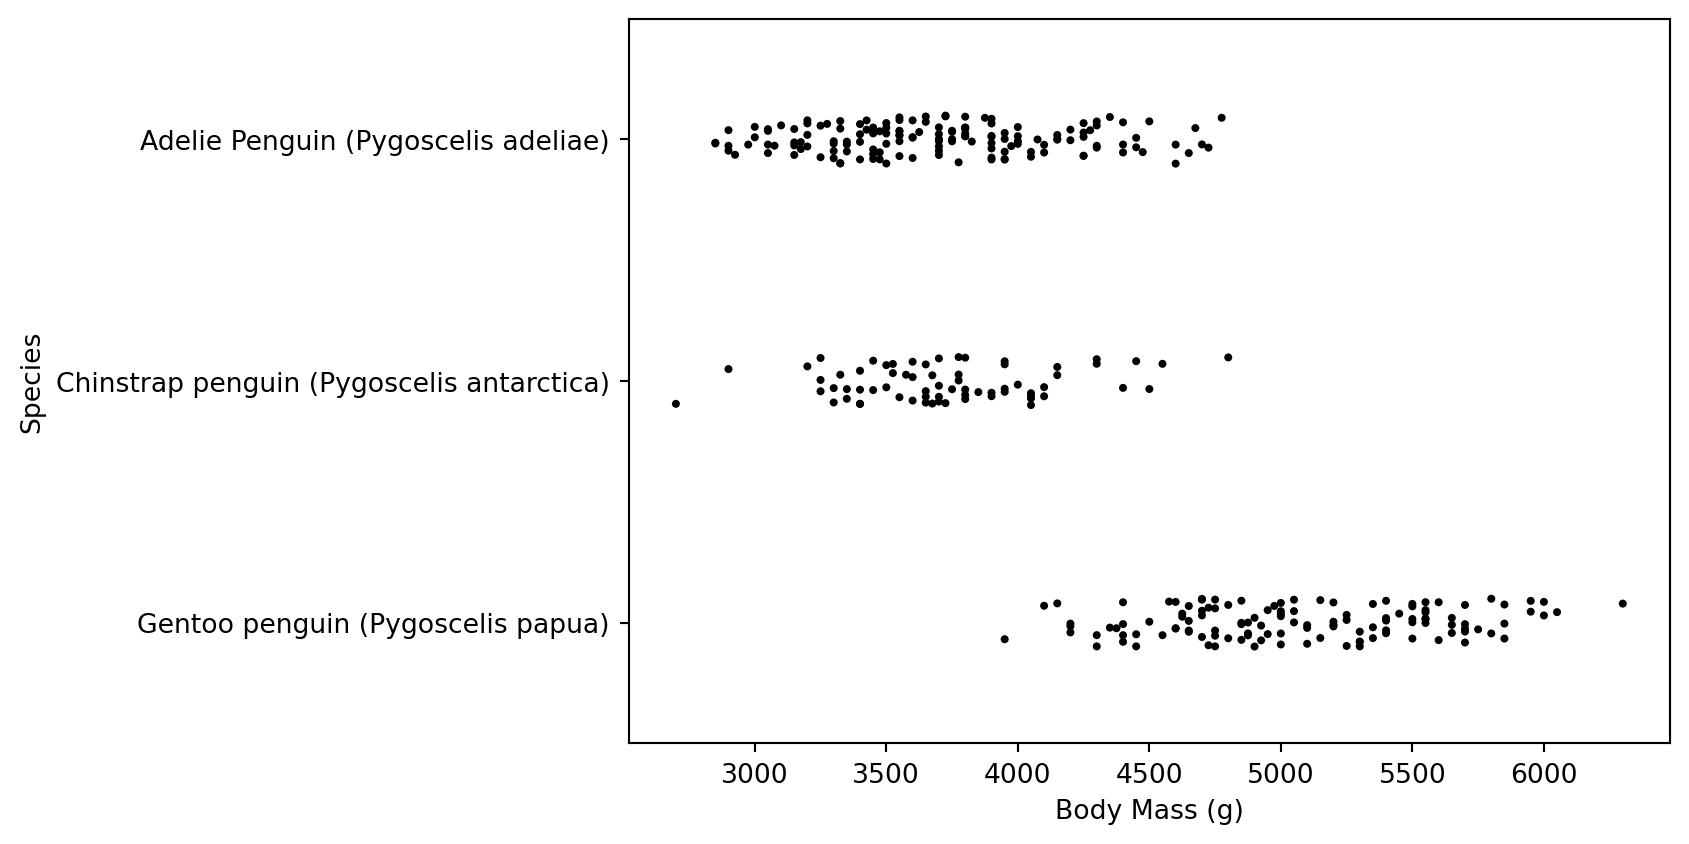 Species
Adelie Penguin (Pygoscelis adeliae)
Chinstrap penguin (Pygoscelis antarctica)
Gentoo penguin (Pygoscelis papua)
3000 3500 4000 4500 5000 5500 6000
Body Mass (g)